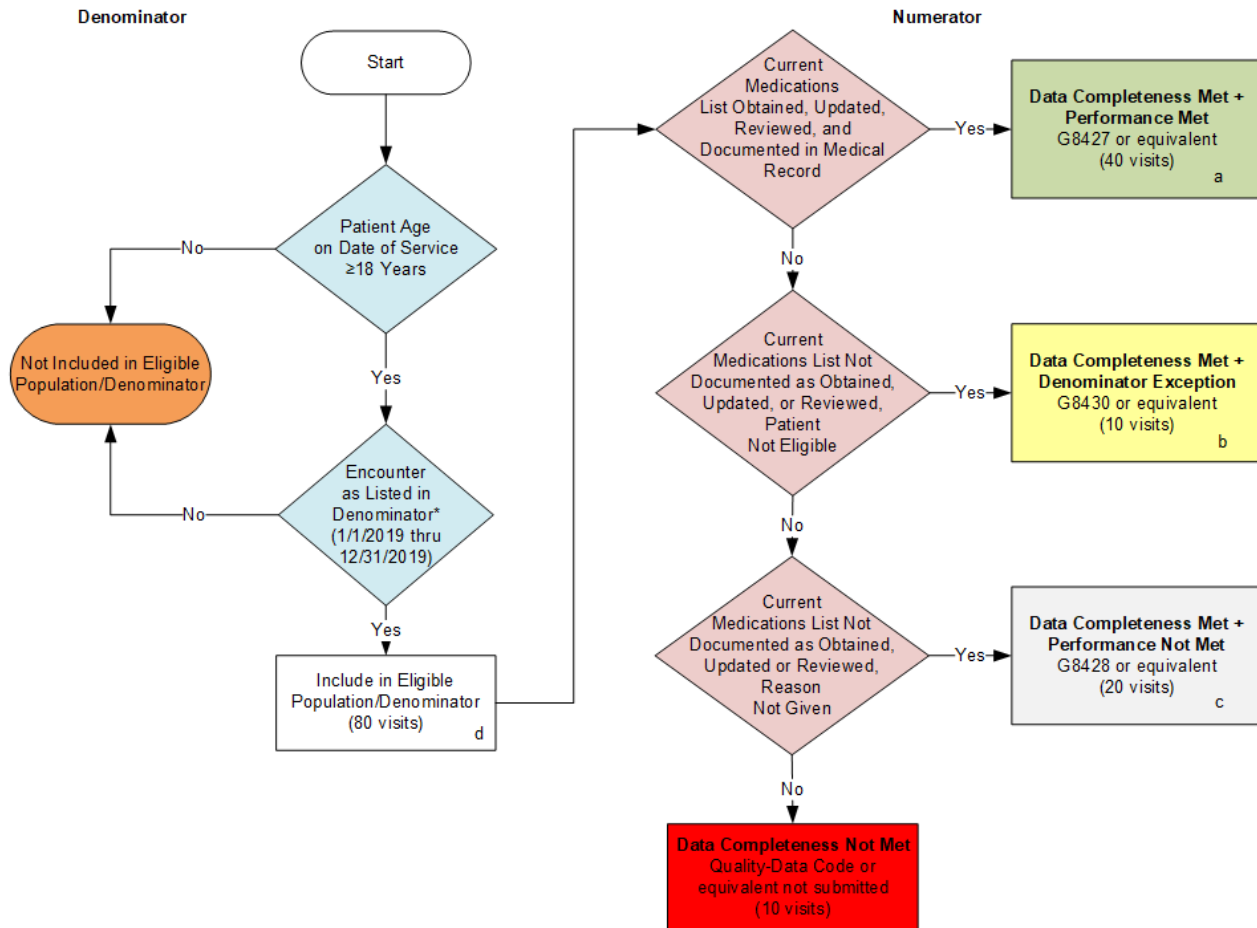 Denominator
Numerator
Start
Patient Age
on Date of Service
≥18 Years
No
Yes
Not Included in Eligible
Population/Denominator
Encounter
as Listed in
Denominator*
(1/1/2019 thru
12/31/2019)
No
Yes
Include in Eligible
Population/Denominator
(80 visits)
d
Current
Medications
List Obtained, Updated,
Reviewed, and
Documented in Medical
Record
Yes
Data Completeness Met +
Performance Met
G8427 or equivalent
(40 visits)
a
No
Current
Medications List Not
Documented as Obtained,
Updated, or Reviewed,
Patient
Not Eligible
Yes
Data Completeness Met +
Denominator Exception
G8430 or equivalent
(10 visits)
b
No
Current
Medications List Not
Documented as Obtained,
Updated or Reviewed,
Reason
Not Given
Yes
Data Completeness Met +
Performance Not Met
G8428 or equivalent
(20 visits)
c
No
Data Completeness Not Met
Quality-Data Code or
equivalent not submitted
(10 visits)